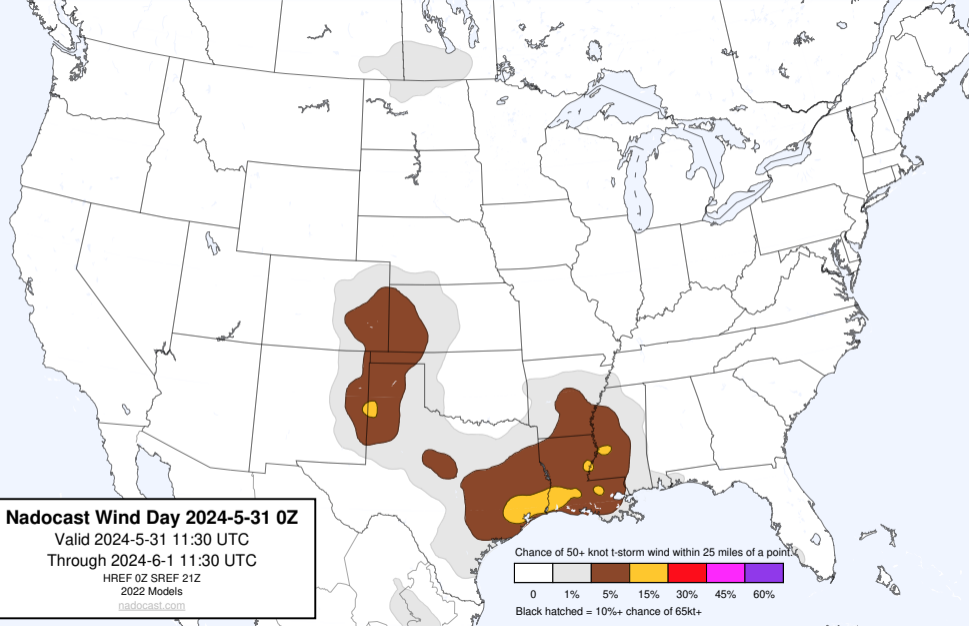 Nadocast Wind Day 2024-5-31 0Z
Valid 2024-5-31 11:30 UTC
Through 2024-6-1 11:30 UTC
HREF 0Z SREF 21Z
2022 Models
nadocast.com
Chance of 50+ knot t-storm wind within 25 miles of a point.
0 1% 5% 15% 30% 45% 60%
Black hatched = 10%+ chance of 65kt+